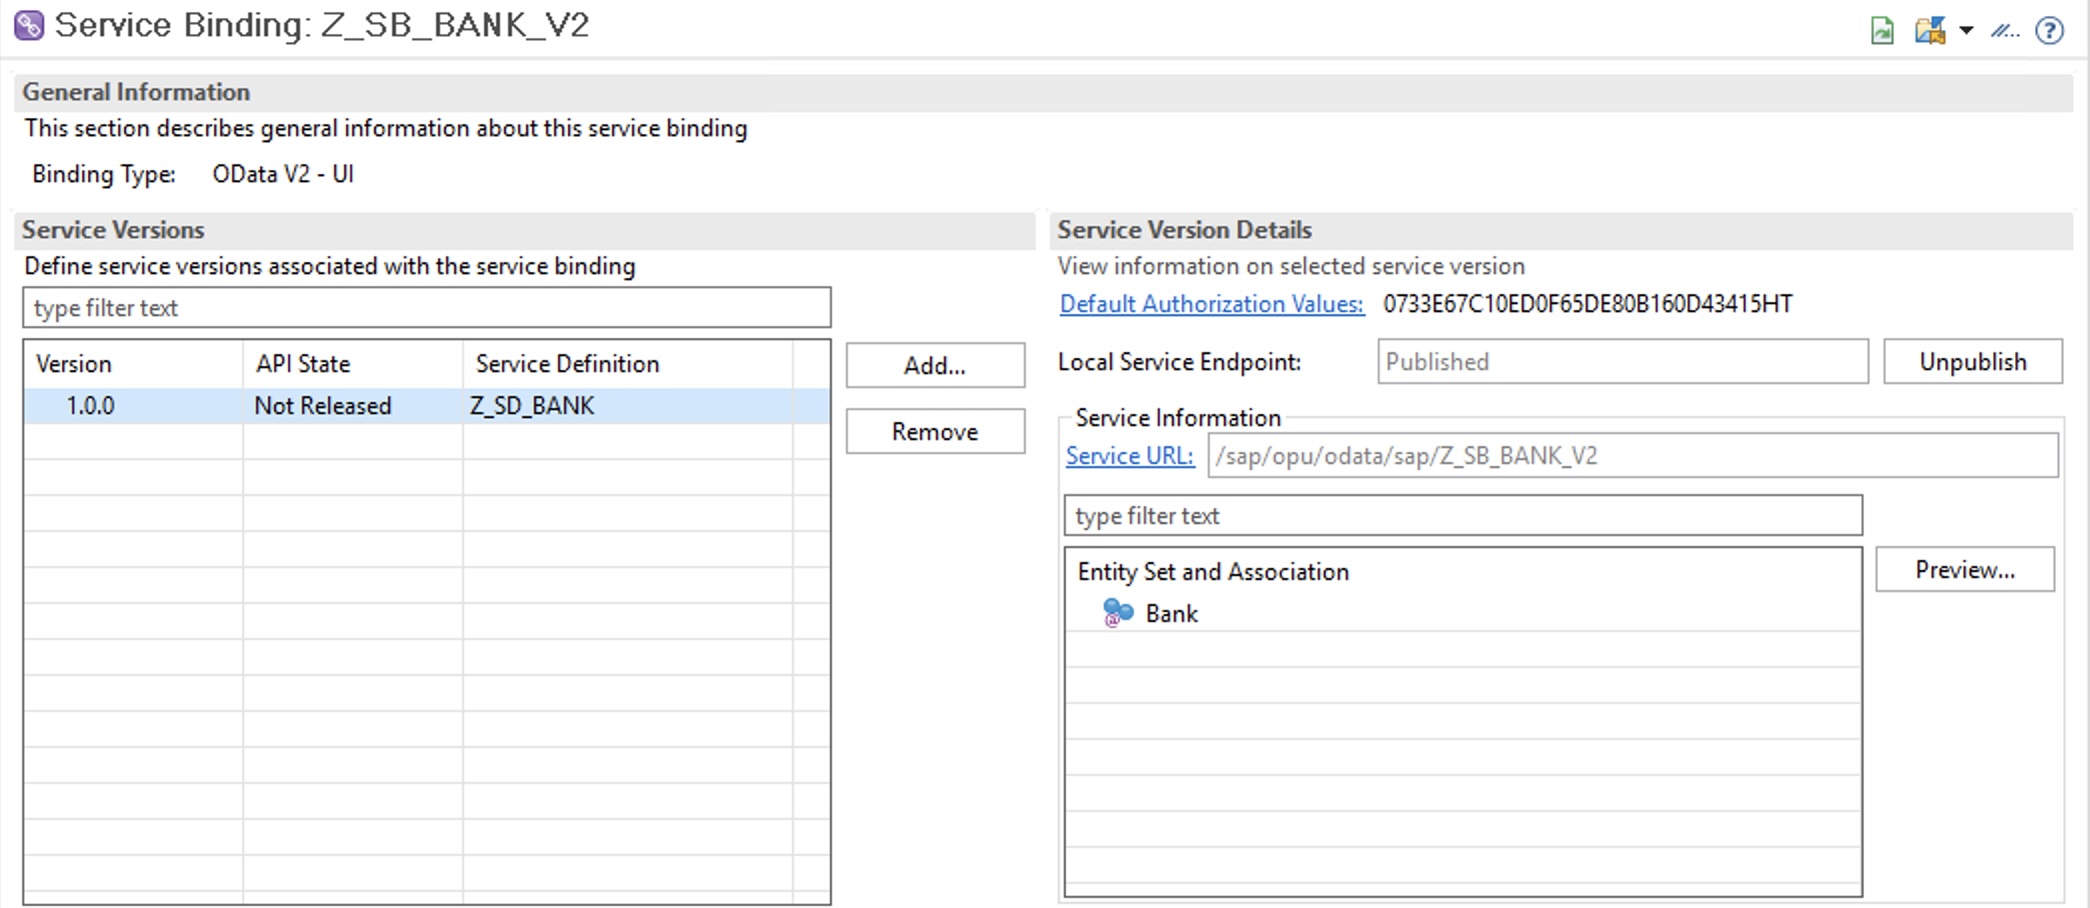 Service Binding: Z_SB_BANK_V2
General Information
This section describes general information about this service binding
Binding Type: OData V2 - UI
Service Versions
Define service versions associated with the service binding
type filter text
Version API State Service Definition
1.0.0 Not Released Z_SD_BANK
Add...
Remove
Service Version Details
View information on selected service version
Default Authorization Values: 0733E67C10ED0F65DE80B160D43415HT
Local Service Endpoint: Published Unpublish
Service Information
Service URL: /sap/opu/odata/sap/Z_SB_BANK_V2
type filter text
Entity Set and Association
Bank
Preview...